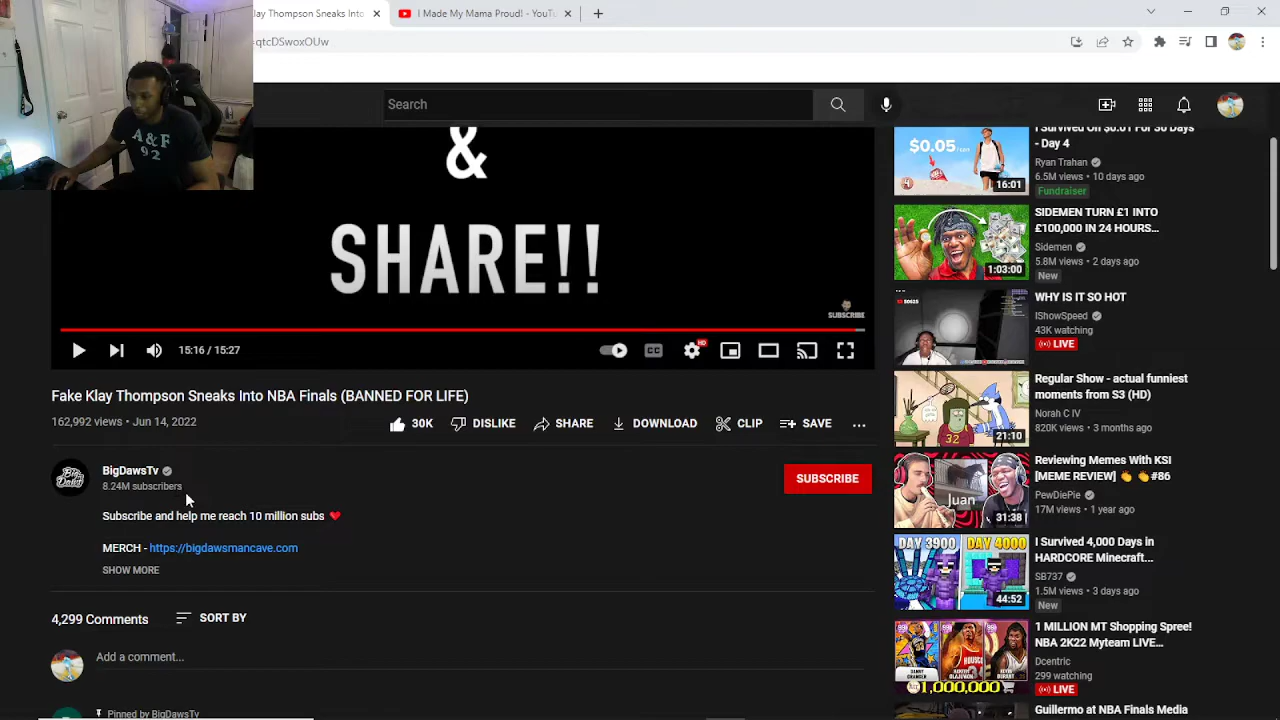 lay Thompson Sneaks Into
I Made My Mama Proud! - YouTu
=qtcDSwoxOUw
A & F
92
Search
&
SHARE!!
SUBSCRIBE
15:16 / 15:27
CC
HD
Fake Klay Thompson Sneaks Into NBA Finals (BANNED FOR LIFE)
162,992 views • Jun 14, 2022
30K
DISLIKE
SHARE
DOWNLOAD
CLIP
SAVE
BigDawsTv
8.24M subscribers
SUBSCRIBE
Subscribe and help me reach 10 million subs
MERCH - https://bigdawsmancave.com
SHOW MORE
4,299 Comments
SORT BY
Add a comment...
Pinned by BigDawsTv
$0.05
16:01
I Survived On $0.01 For 30 Days
- Day 4
Ryan Trahan
6.5M views • 10 days ago
Fundraiser
1:03:00
SIDEMEN TURN £1 INTO
£100,000 IN 24 HOURS...
Sidemen
5.8M views • 2 days ago
New
WHY IS IT SO HOT
IShowSpeed
43K watching
LIVE
32
21:10
Regular Show - actual funniest
moments from S3 (HD)
Norah C IV
820K views • 3 months ago
Juan
31:38
Reviewing Memes With KSI
[MEME REVIEW] 👏 👏#86
PewDiePie
17M views • 1 year ago
DAY 3900
DAY 4000
44:52
I Survived 4,000 Days in
HARDCORE Minecraft...
SB737
1.5M views • 3 days ago
New
HOUSTON
1,000,000
1 MILLION MT Shopping Spree!
NBA 2K22 Myteam LIVE...
Dcentric
299 watching
LIVE
Guillermo at NBA Finals Media